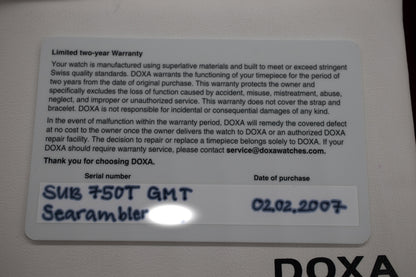 Limited two-year Warranty
Your watch is manufactured using superlative materials and built to meet or exceed stringent
Swiss quality standards. DOXA warrants the functioning of your timepiece for the period of
two years from the date of original purchase. This warranty protects the owner and
specifically excludes the loss of function caused by accident, misuse, mistreatment, abuse,
neglect, and improper or unauthorized service. This warranty does not cover the strap and
bracelet. DOXA is not responsible for incidental or consequential damages of any kind.
In the event of malfunction within the warranty period, DOXA will remedy the covered defect
at no cost to the owner once the owner delivers the watch to DOXA or an authorized DOXA
repair facility. The decision to repair or replace a timepiece belongs solely to DOXA. If your
DOXA should require warranty service, please contact service@doxawatches.com.
Thank you for choosing DOXA.
Serial number Date of purchase
SUB 750T GMT
Searambler 02.02.2007
DOXA